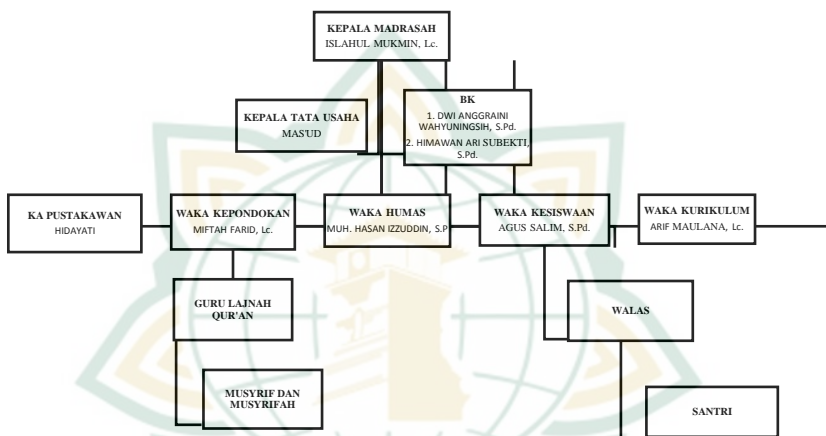 KEPALA MADRASAH
ISLAHUL MUKMIN, Lc.
BK
1. DWI ANGGRAINI
WAHYUNINGSIH, S.Pd.
2. HIMAWAN ARI SUBEKTI,
S.Pd.
KEPALA TATA USAHA
MAS'UD
KA PUSTAKAWAN
HIDAYATI
WAKA KEPONDOKAN
MIFTAH FARID, Lc.
WAKA HUMAS
MUH. HASAN IZZUDDIN, S.P
WAKA KESISWAAN
AGUS SALIM. S.Pd.
WAKA KURIKULUM
ARIF MAULANA, Lc.
GURU LAJNAH
QUR'AN
WALAS
MUSYRIF DAN
MUSYRIFAH
SANTRI